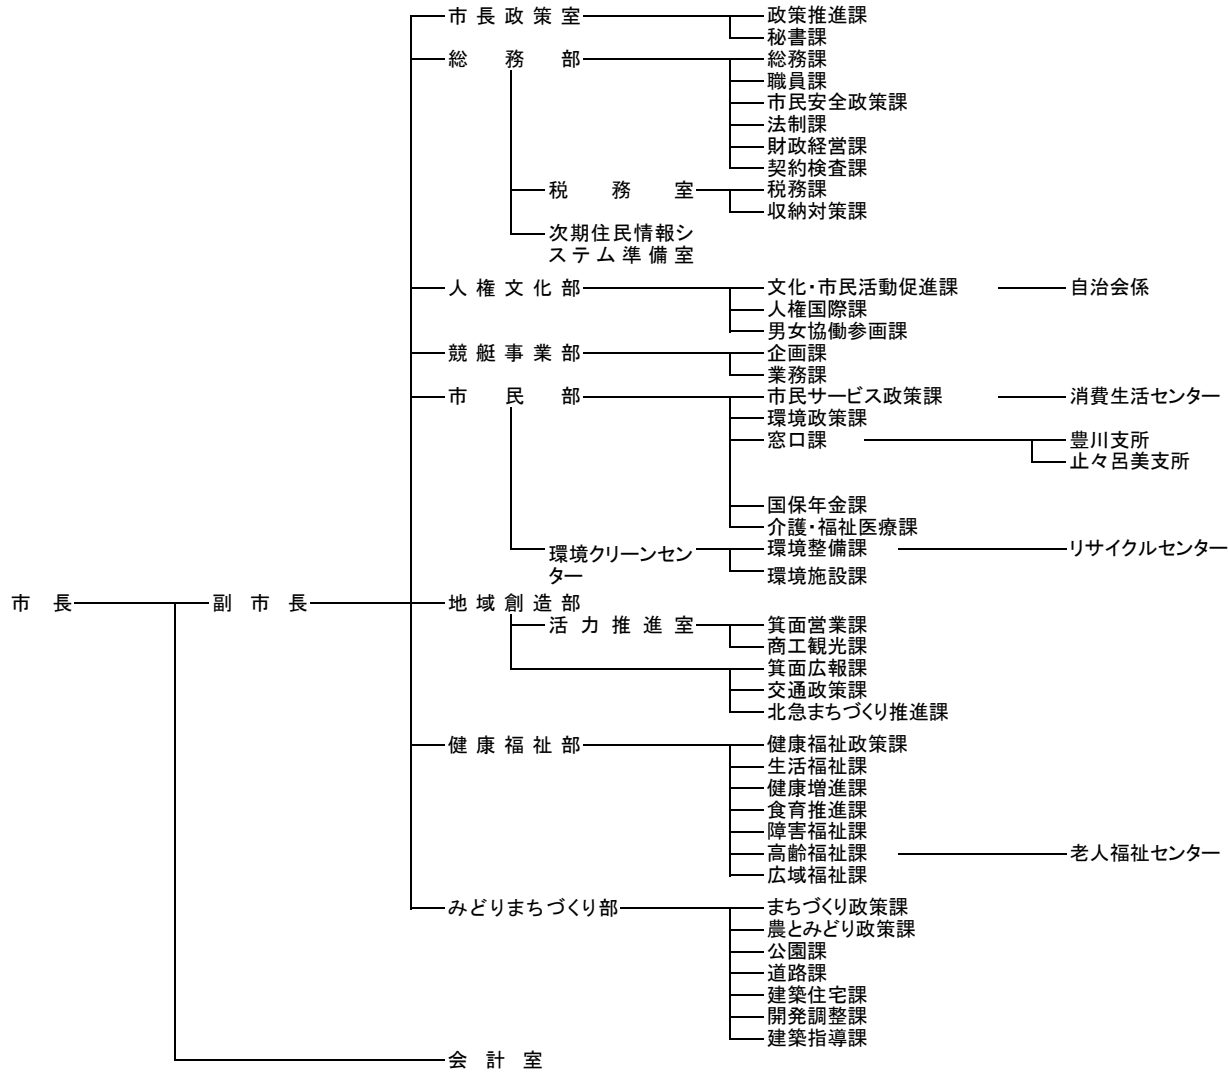 市長政策室 政策推進課
秘書課
総務部 総務課
職員課
市民安全政策課
法制課
財政経営課
契約検査課
税務室 税務課
収納対策課
次期住民情報シ
ステム準備室
人権文化部 文化・市民活動促進課 自治会係
人権国際課
男女協働参画課
競艇事業部 企画課
業務課
市民部 市民サービス政策課 消費生活センター
環境政策課
窓口課 豊川支所
止々呂美支所
国保年金課
介護・福祉医療課
環境クリーンセン 環境整備課 リサイクルセンター
ター 環境施設課
市長 副市長 地域創造部
活力推進室 箕面営業課
商工観光課
箕面広報課
交通政策課
北急まちづくり推進課
健康福祉部 健康福祉政策課
生活福祉課
健康増進課
食育推進課
障害福祉課
高齢福祉課 老人福祉センター
広域福祉課
みどりまちづくり部 まちづくり政策課
農とみどり政策課
公園課
道路課
建築住宅課
開発調整課
建築指導課
会計室